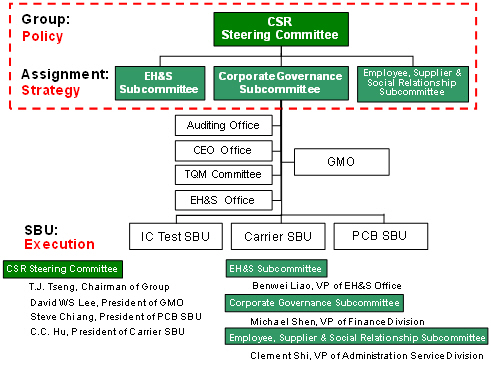 Group:
Policy
CSR
Steering Committee
Assignment:
Strategy
EH&S
Subcommittee
Corporate Governance
Subcommittee
Employee, Supplier &
Social Relationship
Subcommittee
Auditing Office
CEO Office
TQM Committee
EH&S Office
GMO
SBU:
Execution
IC Test SBU
Carrier SBU
PCB SBU
CSR Steering Committee
T.J. Tseng, Chairman of Group
David WS Lee, President of GMO
Steve Chiang, President of PCB SBU
C.C. Hu, President of Carrier SBU
EH&S Subcommittee
Benwei Liao, VP of EH&S Office
Corporate Governance Subcommittee
Michael Shen, VP of Finance Division
Employee, Supplier & Social Relationship Subcommittee
Clement Shi, VP of Administration Service Division